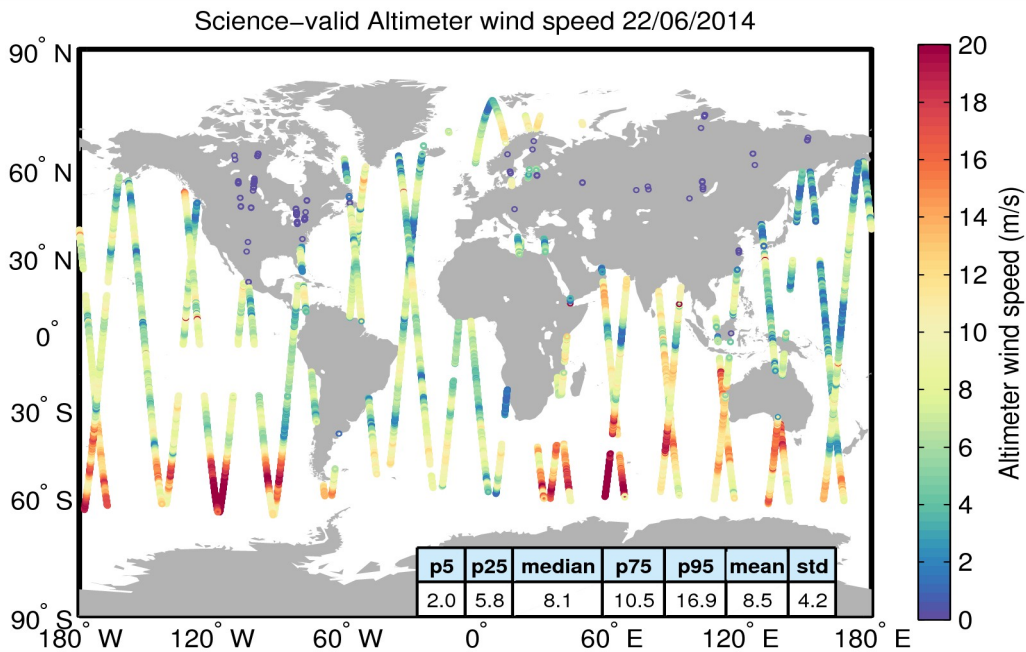 Science−valid Altimeter wind speed 22/06/2014
90° N
60° N
30° N
0°
30° S
60° S
90° S
180° W
120° W
60° W
0°
60° E
120° E
180° E
p5 p25 median p75 p95 mean std
2.0 5.8 8.1 10.5 16.9 8.5 4.2
20
18
16
14
12
10
8
6
4
2
0
Altimeter wind speed (m/s)